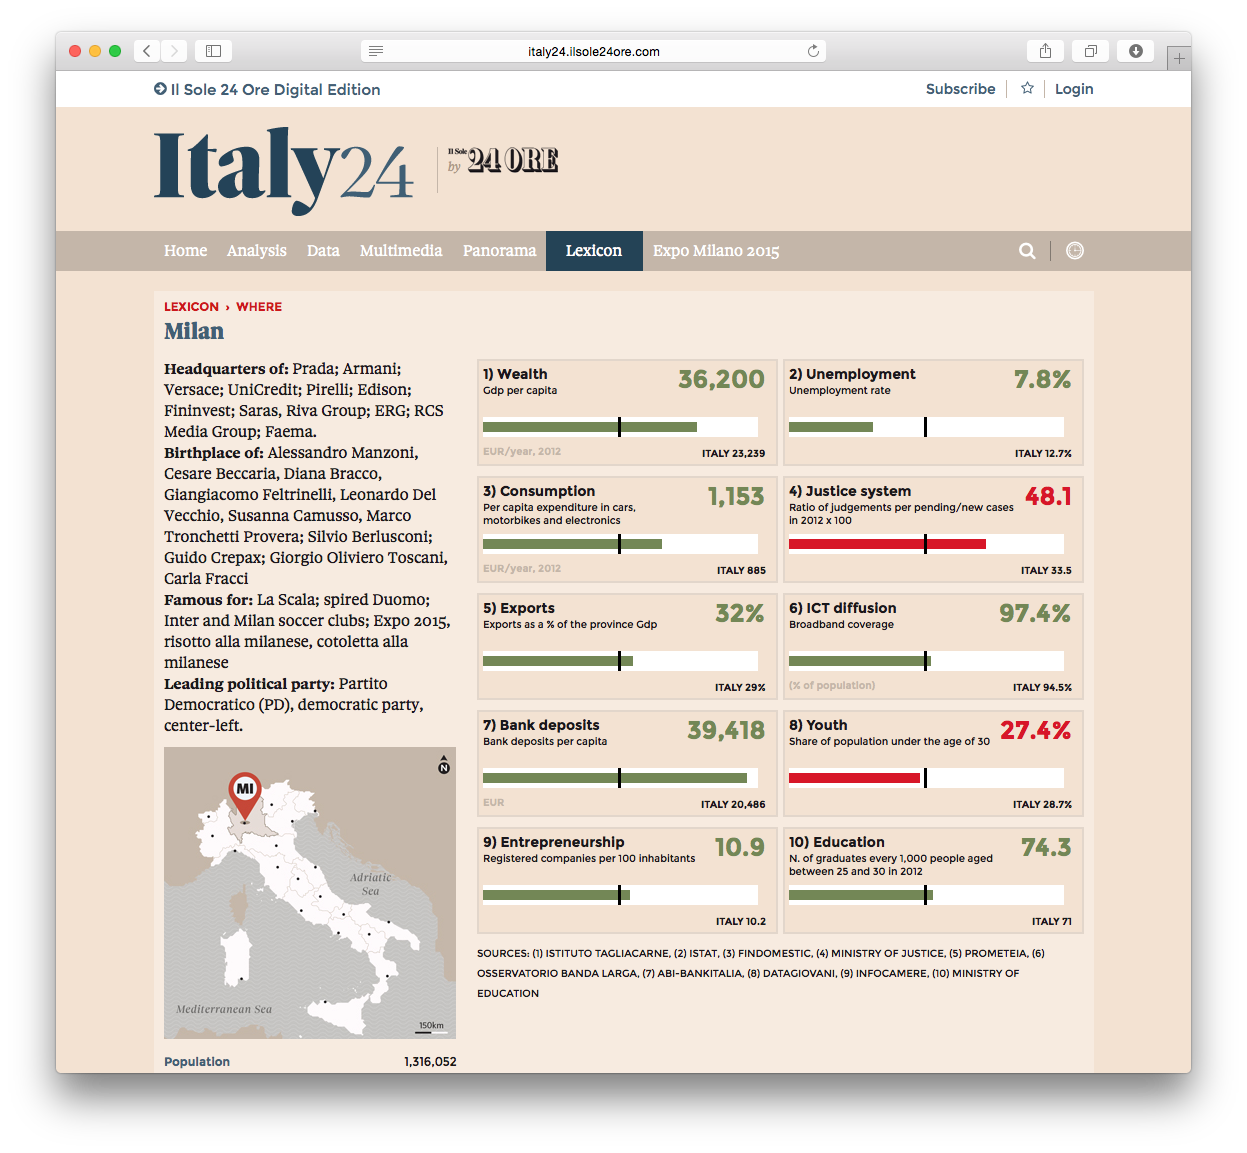 italy24.ilsole24ore.com
Il Sole 24 Ore Digital Edition
Subscribe
Login
Italy24
by
Il Sole
24 ORE
Home
Analysis
Data
Multimedia
Panorama
Lexicon
Expo Milano 2015
LEXICON › WHERE
Milan
Headquarters of: Prada; Armani;
Versace; UniCredit; Pirelli; Edison;
Fininvest; Saras, Riva Group; ERG; RCS
Media Group; Faema.
Birthplace of: Alessandro Manzoni,
Cesare Beccaria, Diana Bracco,
Giangiacomo Feltrinelli, Leonardo Del
Vecchio, Susanna Camusso, Marco
Tronchetti Provera; Silvio Berlusconi;
Guido Crepax; Giorgio Oliviero Toscani,
Carla Fracci
Famous for: La Scala; spired Duomo;
Inter and Milan soccer clubs; Expo 2015,
risotto alla milanese, cotoletta alla
milanese
Leading political party: Partito
Democratico (PD), democratic party,
center-left.
N
MI
Adriatic
Sea
Mediterranean Sea
150km
Population
1,316,052
1) Wealth
36,200
Gdp per capita
EUR/year, 2012
ITALY 23,239
2) Unemployment
7.8%
Unemployment rate
ITALY 12.7%
3) Consumption
1,153
Per capita expenditure in cars,
motorbikes and electronics
EUR/year, 2012
ITALY 885
4) Justice system
48.1
Ratio of judgements per pending/new cases
in 2012 x 100
ITALY 33.5
5) Exports
32%
Exports as a % of the province Gdp
ITALY 29%
6) ICT diffusion
97.4%
Broadband coverage
(% of population)
ITALY 94.5%
7) Bank deposits
39,418
Bank deposits per capita
EUR
ITALY 20,486
8) Youth
27.4%
Share of population under the age of 30
ITALY 28.7%
9) Entrepreneurship
10.9
Registered companies per 100 inhabitants
ITALY 10.2
10) Education
74.3
N. of graduates every 1,000 people aged
between 25 and 30 in 2012
ITALY 71
SOURCES: (1) ISTITUTO TAGLIACARNE, (2) ISTAT, (3) FINDOMESTIC, (4) MINISTRY OF JUSTICE, (5) PROMETEIA, (6)
OSSERVATORIO BANDA LARGA, (7) ABI-BANKITALIA, (8) DATAGIOVANI, (9) INFOCAMERE, (10) MINISTRY OF
EDUCATION